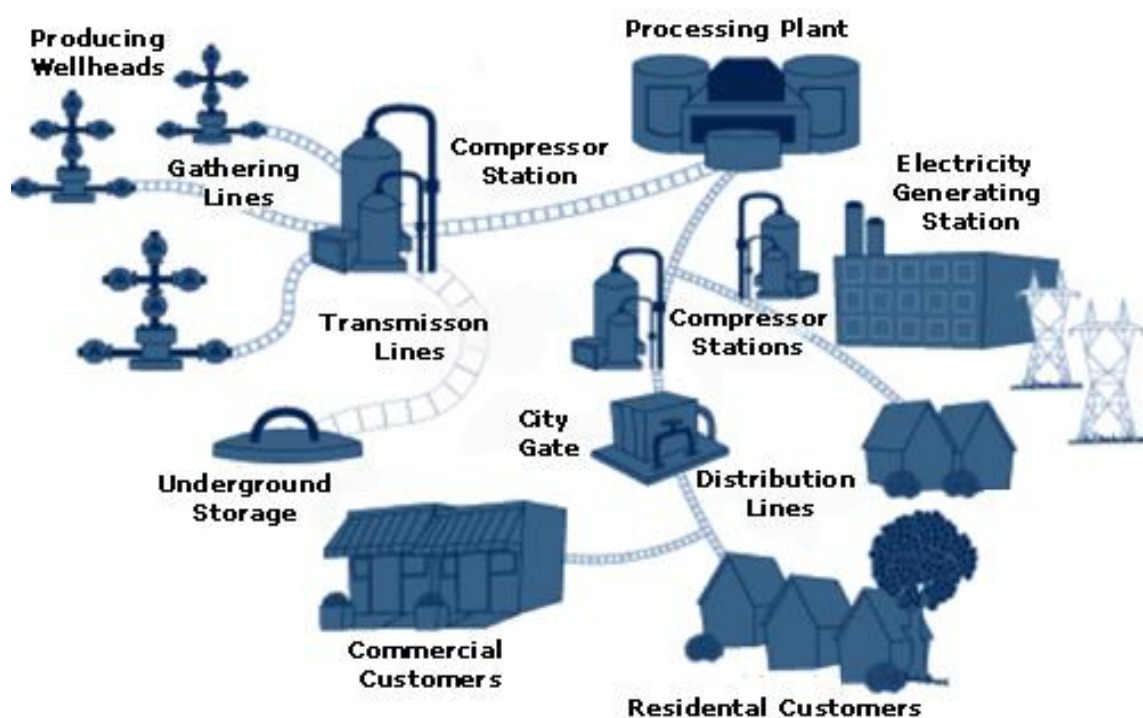 Producing
Wellheads
Processing Plant
Gathering
Lines
Compressor
Station
Electricity
Generating
Station
Transmisson
Lines
Compressor
Stations
City
Gate
Underground
Storage
Distribution
Lines
Commercial
Customers
Residental Customers